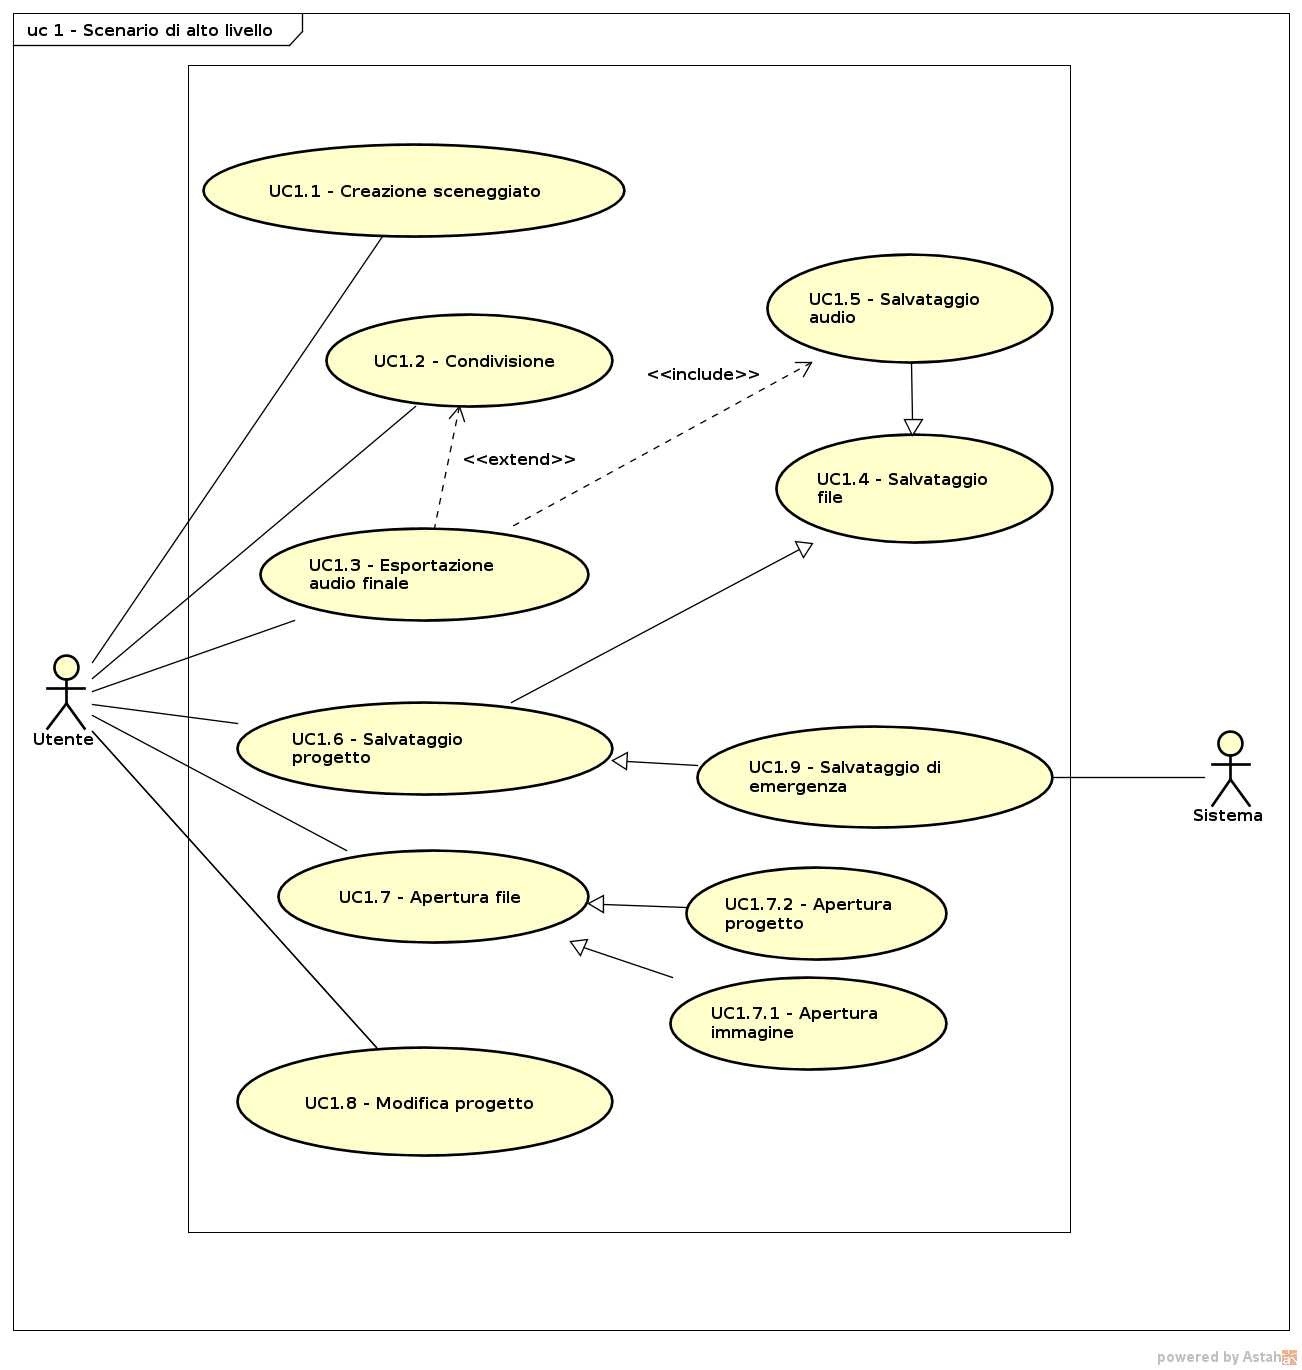 uc 1 - Scenario di alto livello
UC1.1 - Creazione sceneggiato
UC1.5 - Salvataggio
audio
UC1.2 - Condivisione
<<include>>
<<extend>>
UC1.4 - Salvataggio
file
UC1.3 - Esportazione
audio finale
Utente
UC1.6 - Salvataggio
progetto
UC1.9 - Salvataggio di
emergenza
Sistema
UC1.7 - Apertura file
UC1.7.2 - Apertura
progetto
UC1.7.1 - Apertura
immagine
UC1.8 - Modifica progetto
powered by Astah